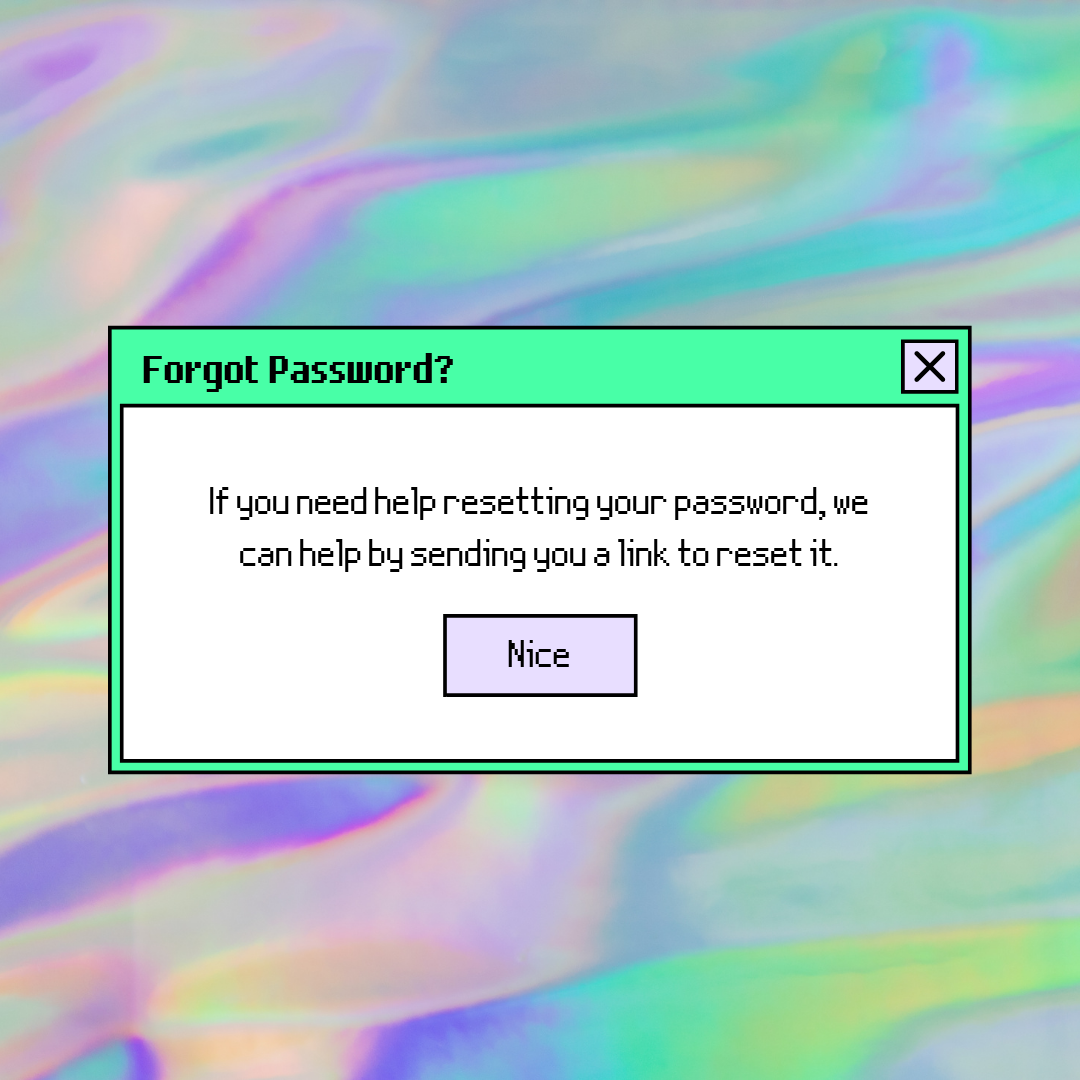 Forgot Password?
If you need help resetting your password, we
can help by sending you a link to reset it.
Nice